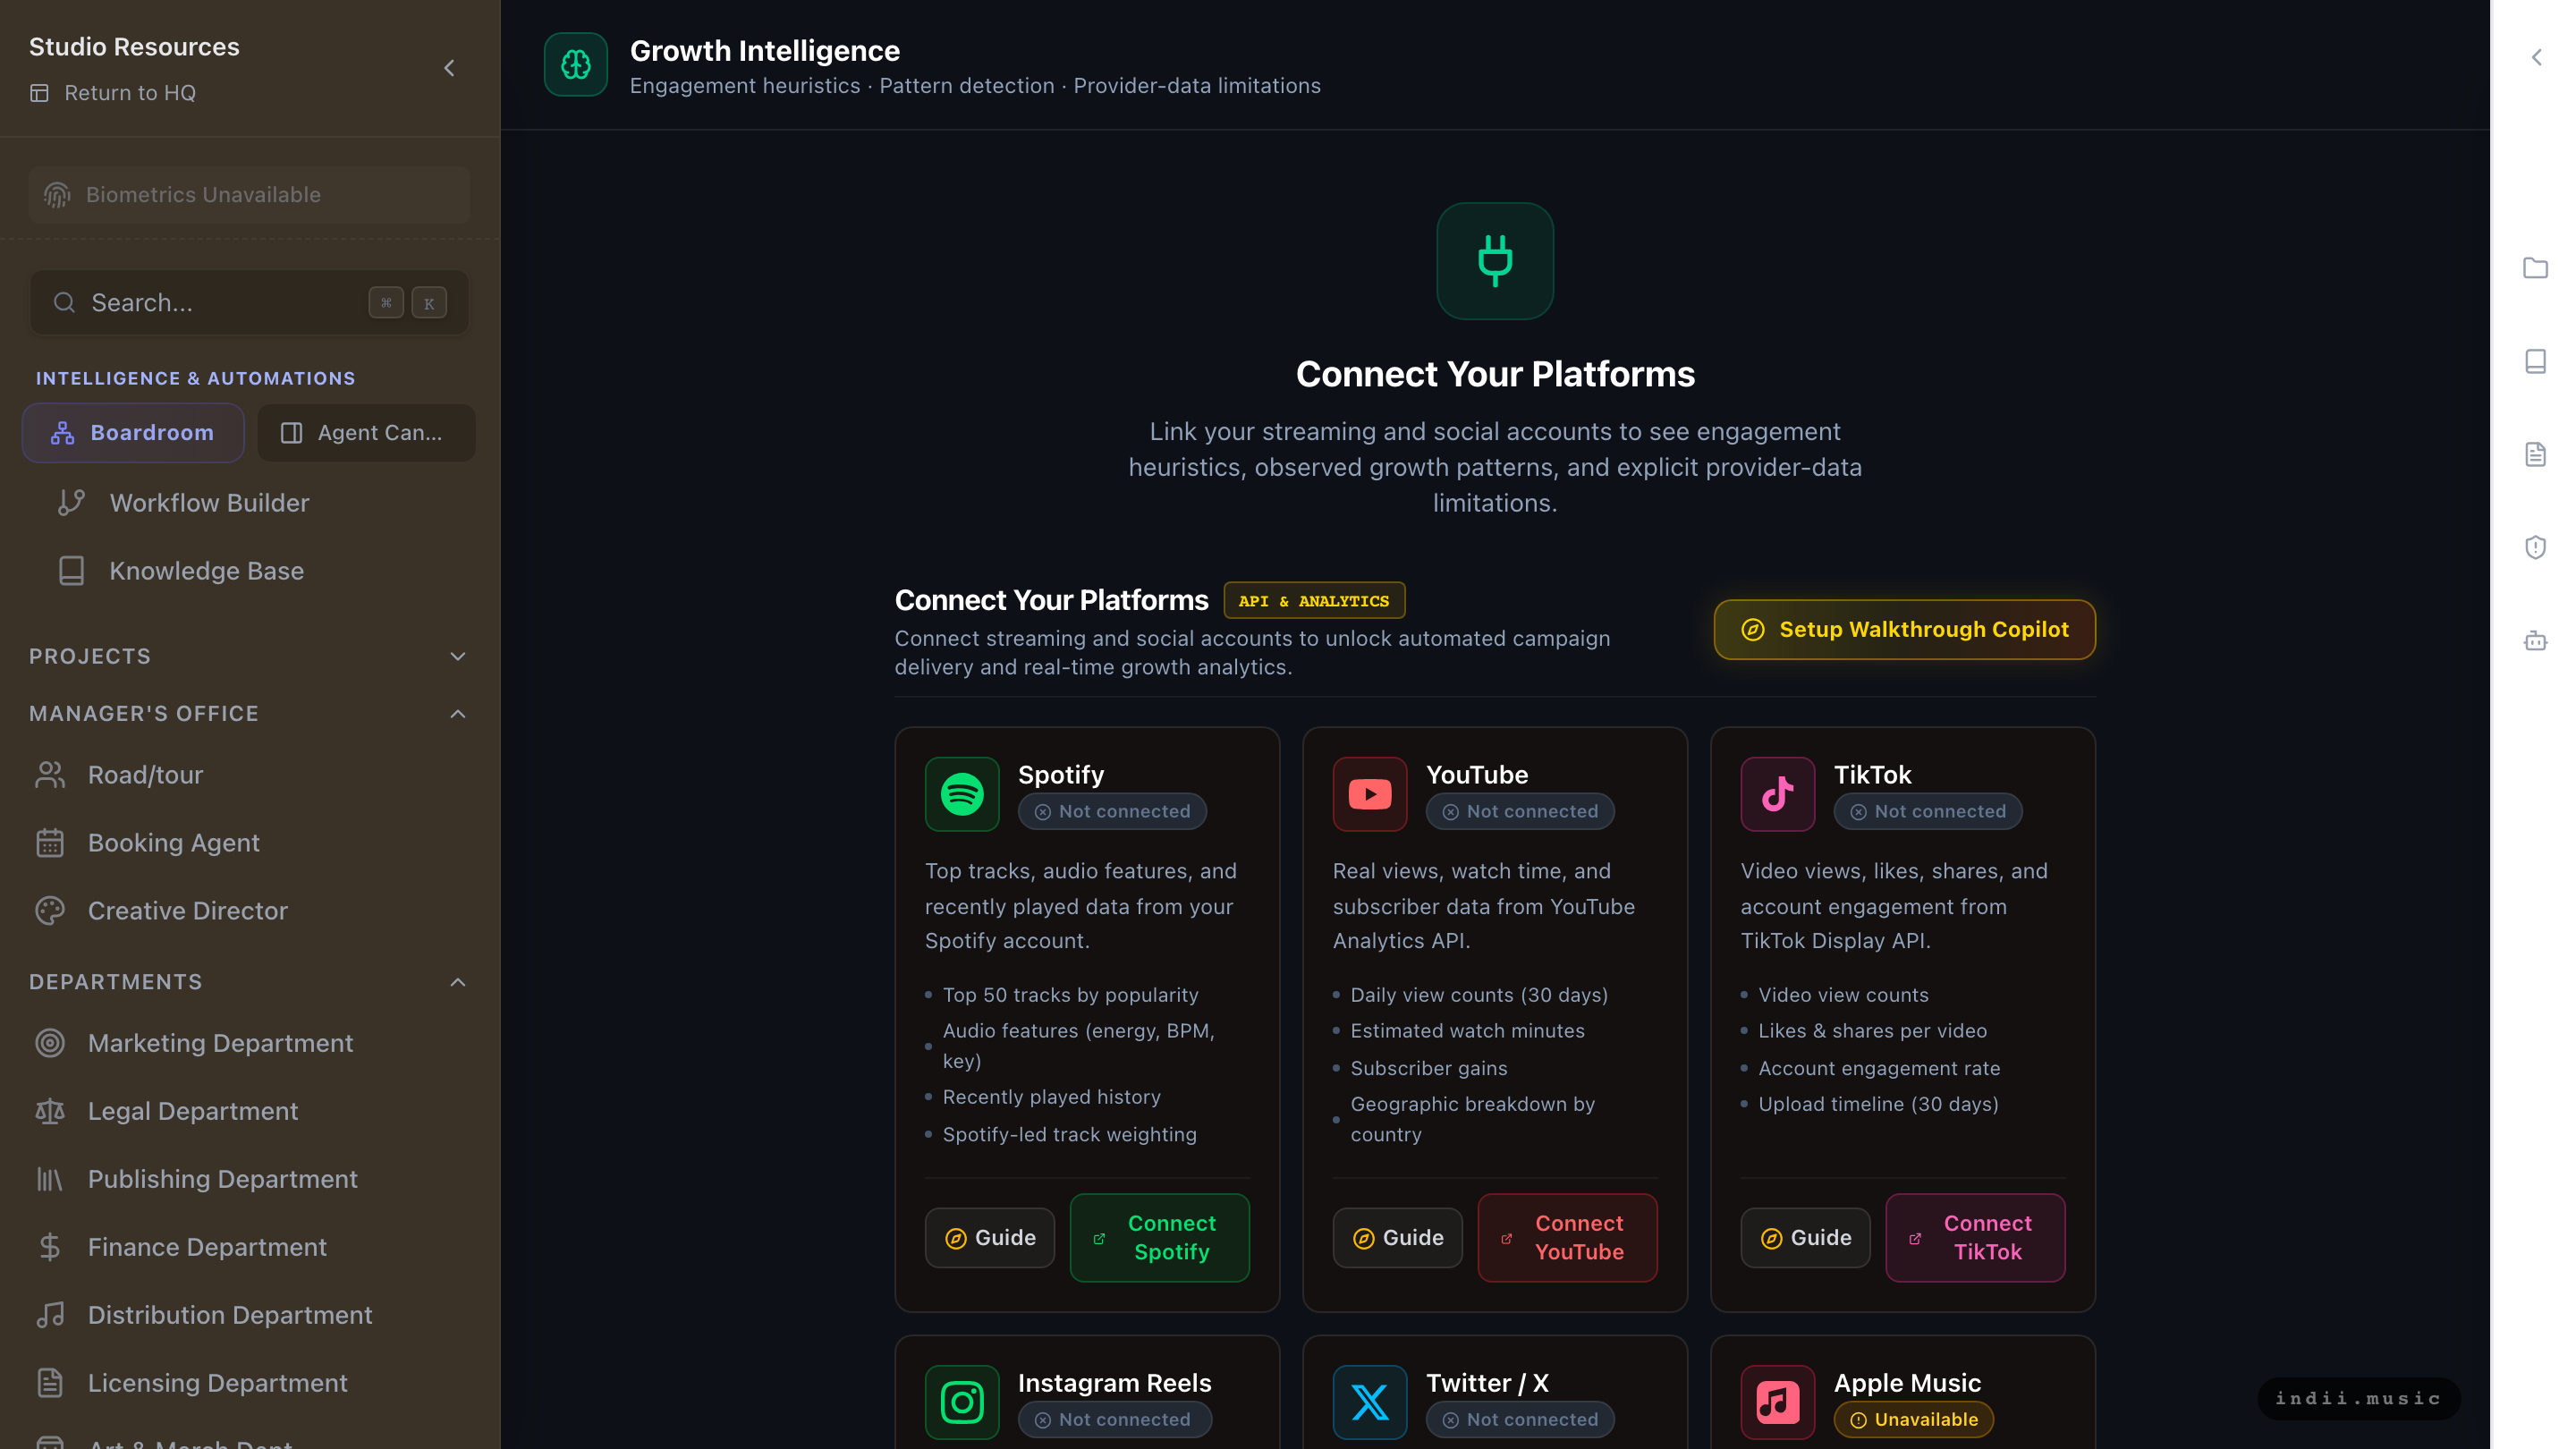 Studio Resources
Return to HQ
Biometrics Unavailable
Search...
⌘ K
INTELLIGENCE & AUTOMATIONS
Boardroom
Agent Can...
Workflow Builder
Knowledge Base
PROJECTS
MANAGER'S OFFICE
Road/tour
Booking Agent
Creative Director
DEPARTMENTS
Marketing Department
Legal Department
Publishing Department
Finance Department
Distribution Department
Licensing Department
Art & Merch Dept
Growth Intelligence
Engagement heuristics · Pattern detection · Provider-data limitations
Connect Your Platforms
Link your streaming and social accounts to see engagement
heuristics, observed growth patterns, and explicit provider-data
limitations.
Connect Your Platforms
API & ANALYTICS
Connect streaming and social accounts to unlock automated campaign
delivery and real-time growth analytics.
Setup Walkthrough Copilot
Spotify
Not connected
Top tracks, audio features, and
recently played data from your
Spotify account.
Top 50 tracks by popularity
Audio features (energy, BPM,
key)
Recently played history
Spotify-led track weighting
Guide
Connect
Spotify
YouTube
Not connected
Real views, watch time, and
subscriber data from YouTube
Analytics API.
Daily view counts (30 days)
Estimated watch minutes
Subscriber gains
Geographic breakdown by
country
Guide
Connect
YouTube
TikTok
Not connected
Video views, likes, shares, and
account engagement from
TikTok Display API.
Video view counts
Likes & shares per video
Account engagement rate
Upload timeline (30 days)
Guide
Connect
TikTok
Instagram Reels
Not connected
Twitter / X
Not connected
Apple Music
Unavailable
indii.music